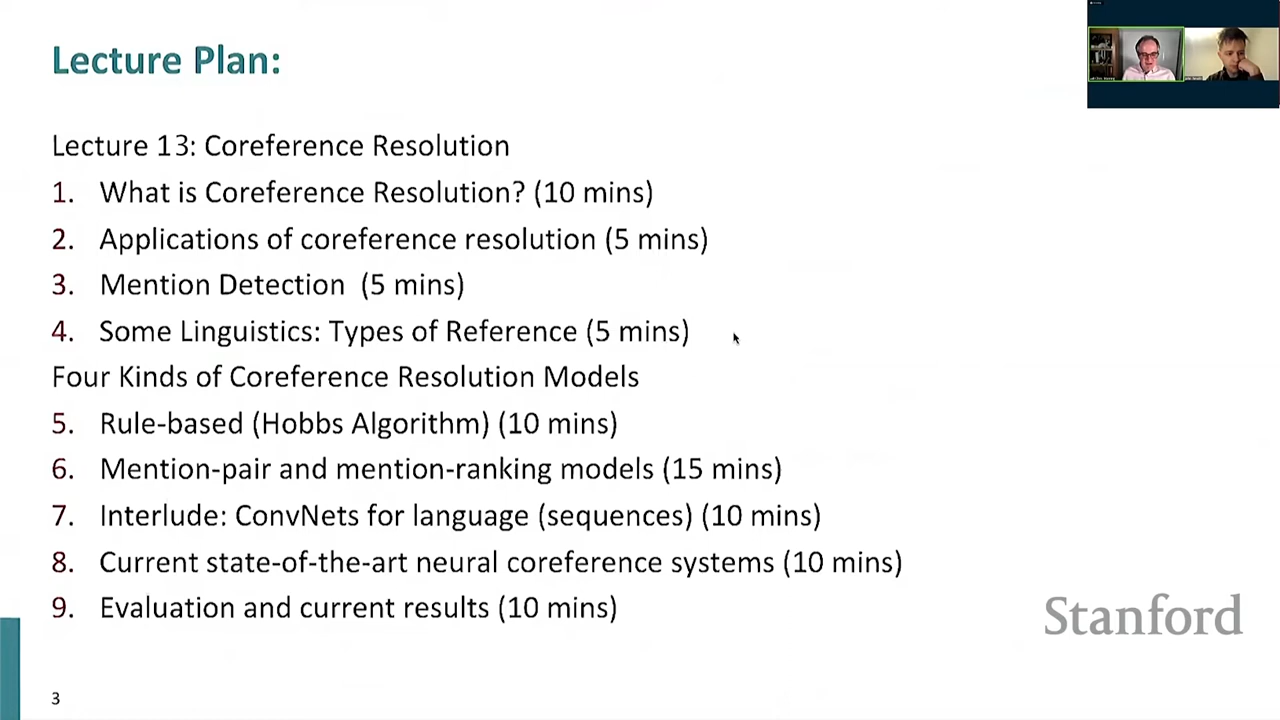 Lecture Plan:
Lecture 13: Coreference Resolution
1. What is Coreference Resolution? (10 mins)
2. Applications of coreference resolution (5 mins)
3. Mention Detection (5 mins)
4. Some Linguistics: Types of Reference (5 mins)
Four Kinds of Coreference Resolution Models
5. Rule-based (Hobbs Algorithm) (10 mins)
6. Mention-pair and mention-ranking models (15 mins)
7. Interlude: ConvNets for language (sequences) (10 mins)
8. Current state-of-the-art neural coreference systems (10 mins)
9. Evaluation and current results (10 mins)
Stanford
3